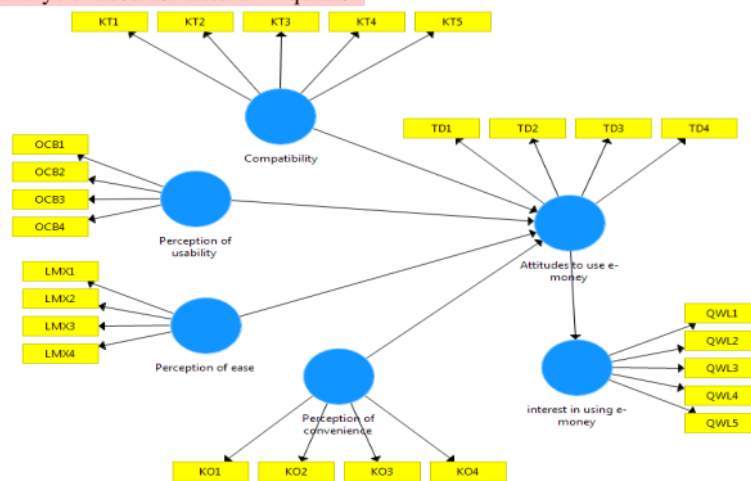 KT1
KT2
KT3
KT4
KT5
Compatibility
TD1
TD2
TD3
TD4
OCB1
OCB2
OCB3
OCB4
Perception of
usability
Attitudes to use e-
money
LMX1
LMX2
LMX3
LMX4
Perception of ease
QWL1
QWL2
QWL3
QWL4
QWL5
interest in using e-
money
Perception of
convenience
KO1
KO2
KO3
KO4